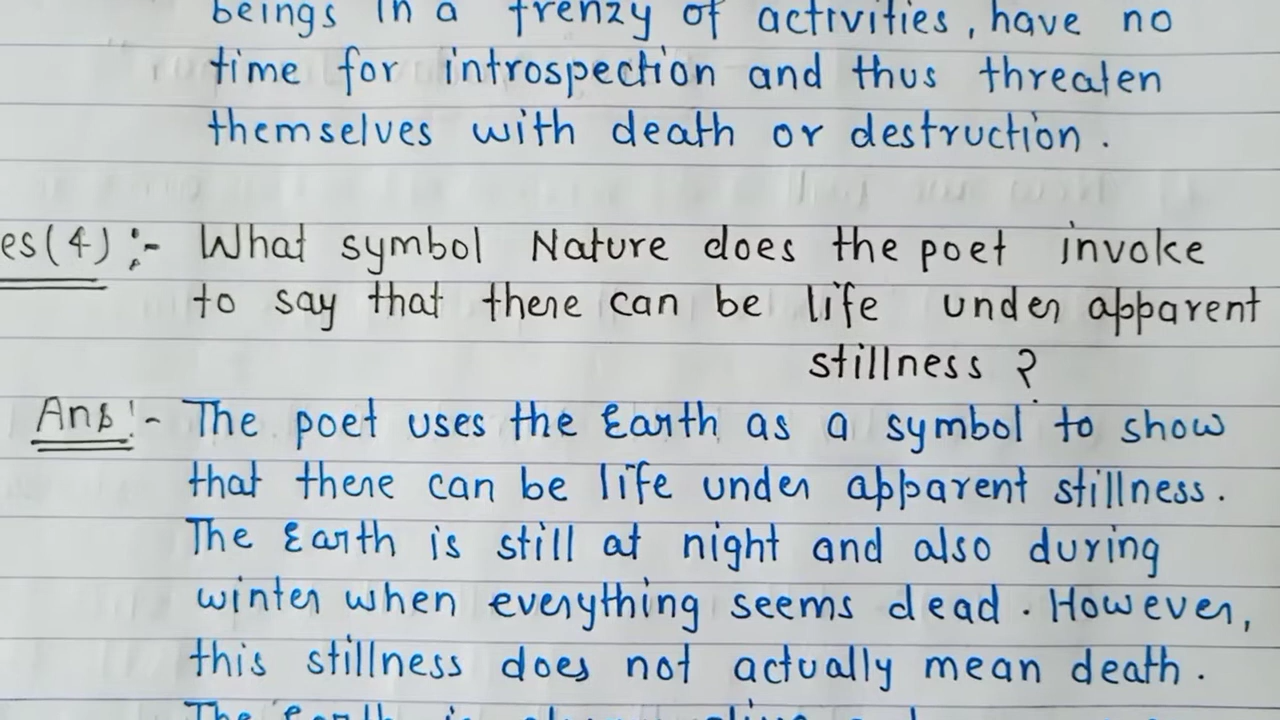 beings in a frenzy of activities, have no
time for introspection and thus threaten
themselves with death or destruction.
es(4) :- What symbol Nature does the poet invoke
to say that there can be life under apparent
stillness ?
Ans :- The poet uses the Earth as a symbol to show
that there can be life under apparent stillness.
The Earth is still at night and also during
winter when everything seems dead. However,
this stillness does not actually mean death.
The Earth is